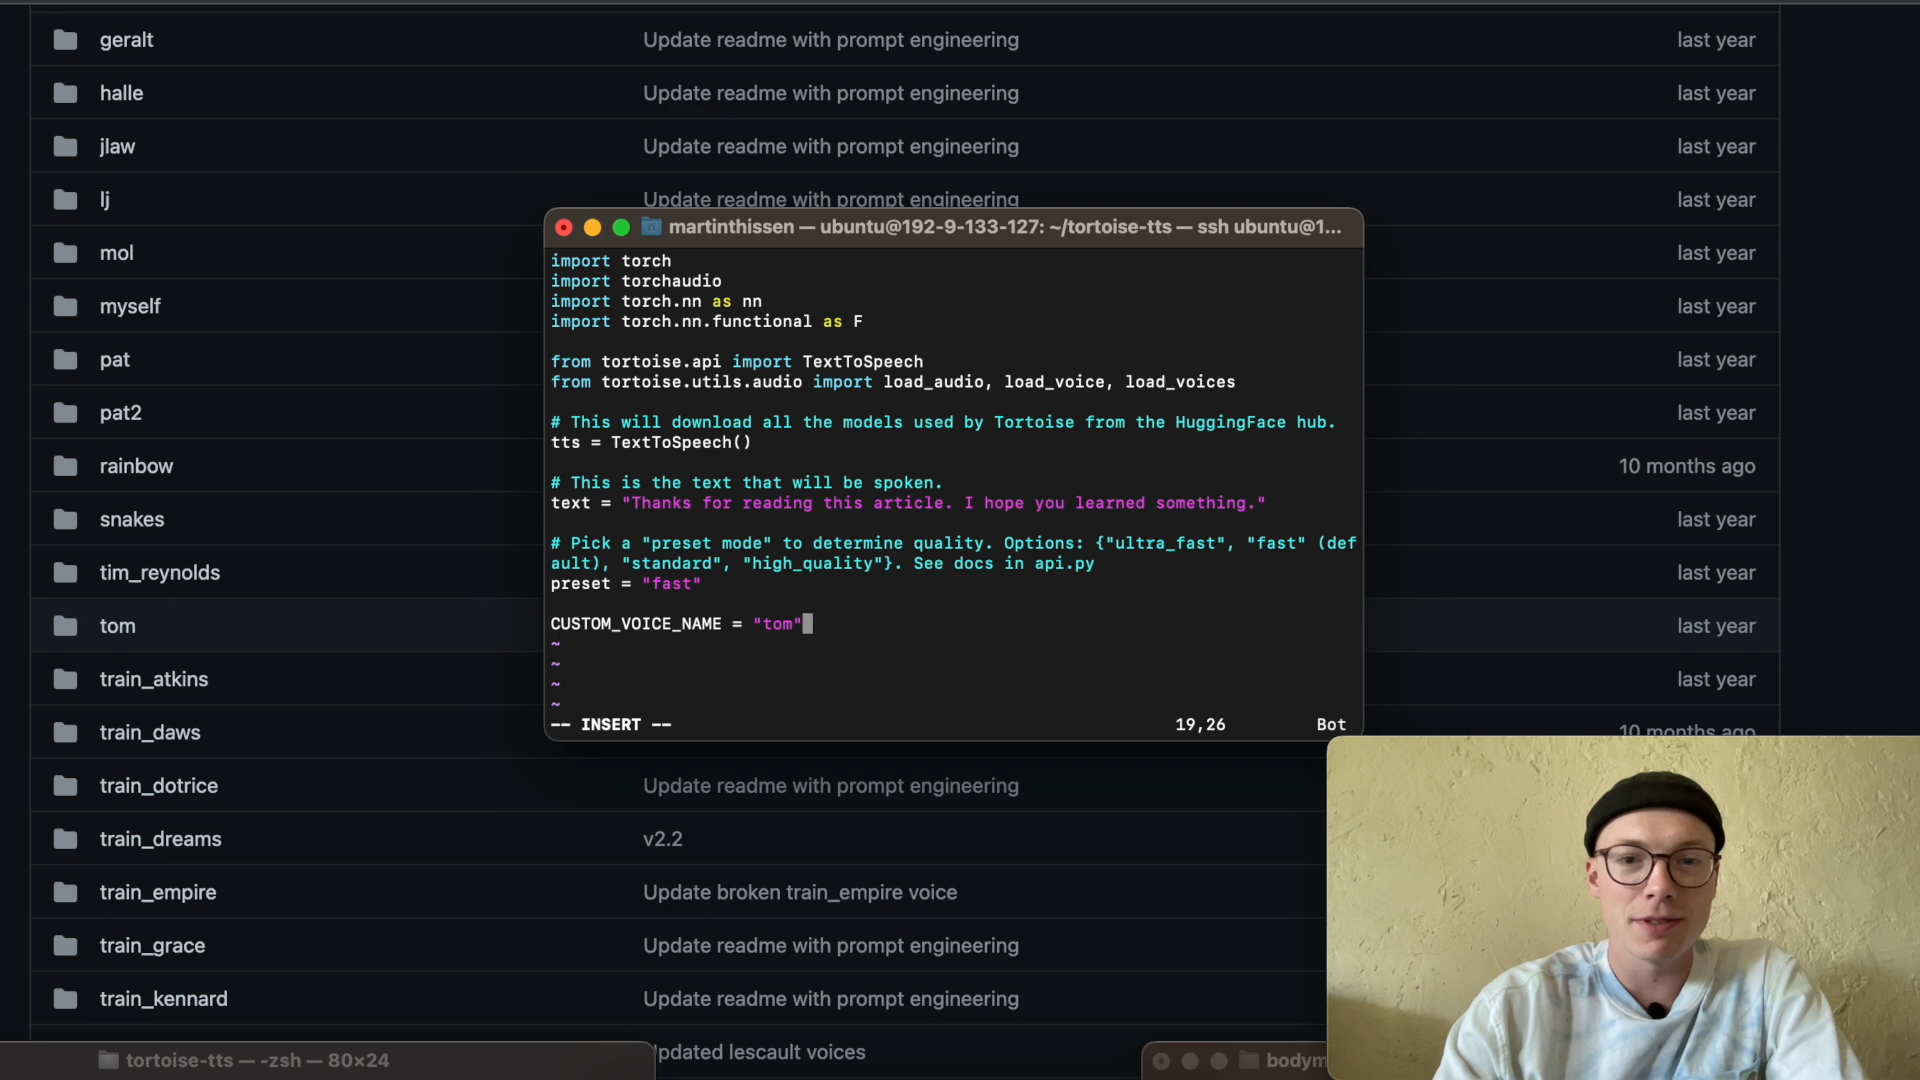 geralt Update readme with prompt engineering last year
halle Update readme with prompt engineering last year
jlaw Update readme with prompt engineering last year
lj Update readme with prompt engineering last year
mol last year
myself last year
pat last year
pat2 last year
rainbow 10 months ago
snakes last year
tim_reynolds last year
tom last year
train_atkins last year
train_daws 10 months ago
train_dotrice Update readme with prompt engineering
train_dreams v2.2
train_empire Update broken train_empire voice
train_grace Update readme with prompt engineering
train_kennard Update readme with prompt engineering
pdated lescault voices
martinthissen — ubuntu@192-9-133-127: ~/tortoise-tts — ssh ubuntu@1...
import torch
import torchaudio
import torch.nn as nn
import torch.nn.functional as F
from tortoise.api import TextToSpeech
from tortoise.utils.audio import load_audio, load_voice, load_voices
# This will download all the models used by Tortoise from the HuggingFace hub.
tts = TextToSpeech()
# This is the text that will be spoken.
text = "Thanks for reading this article. I hope you learned something."
# Pick a "preset mode" to determine quality. Options: {"ultra_fast", "fast" (def
ault), "standard", "high_quality"}. See docs in api.py
preset = "fast"
CUSTOM_VOICE_NAME = "tom"
~
~
~
~
-- INSERT -- 19,26 Bot
tortoise-tts — -zsh — 80×24
bodym